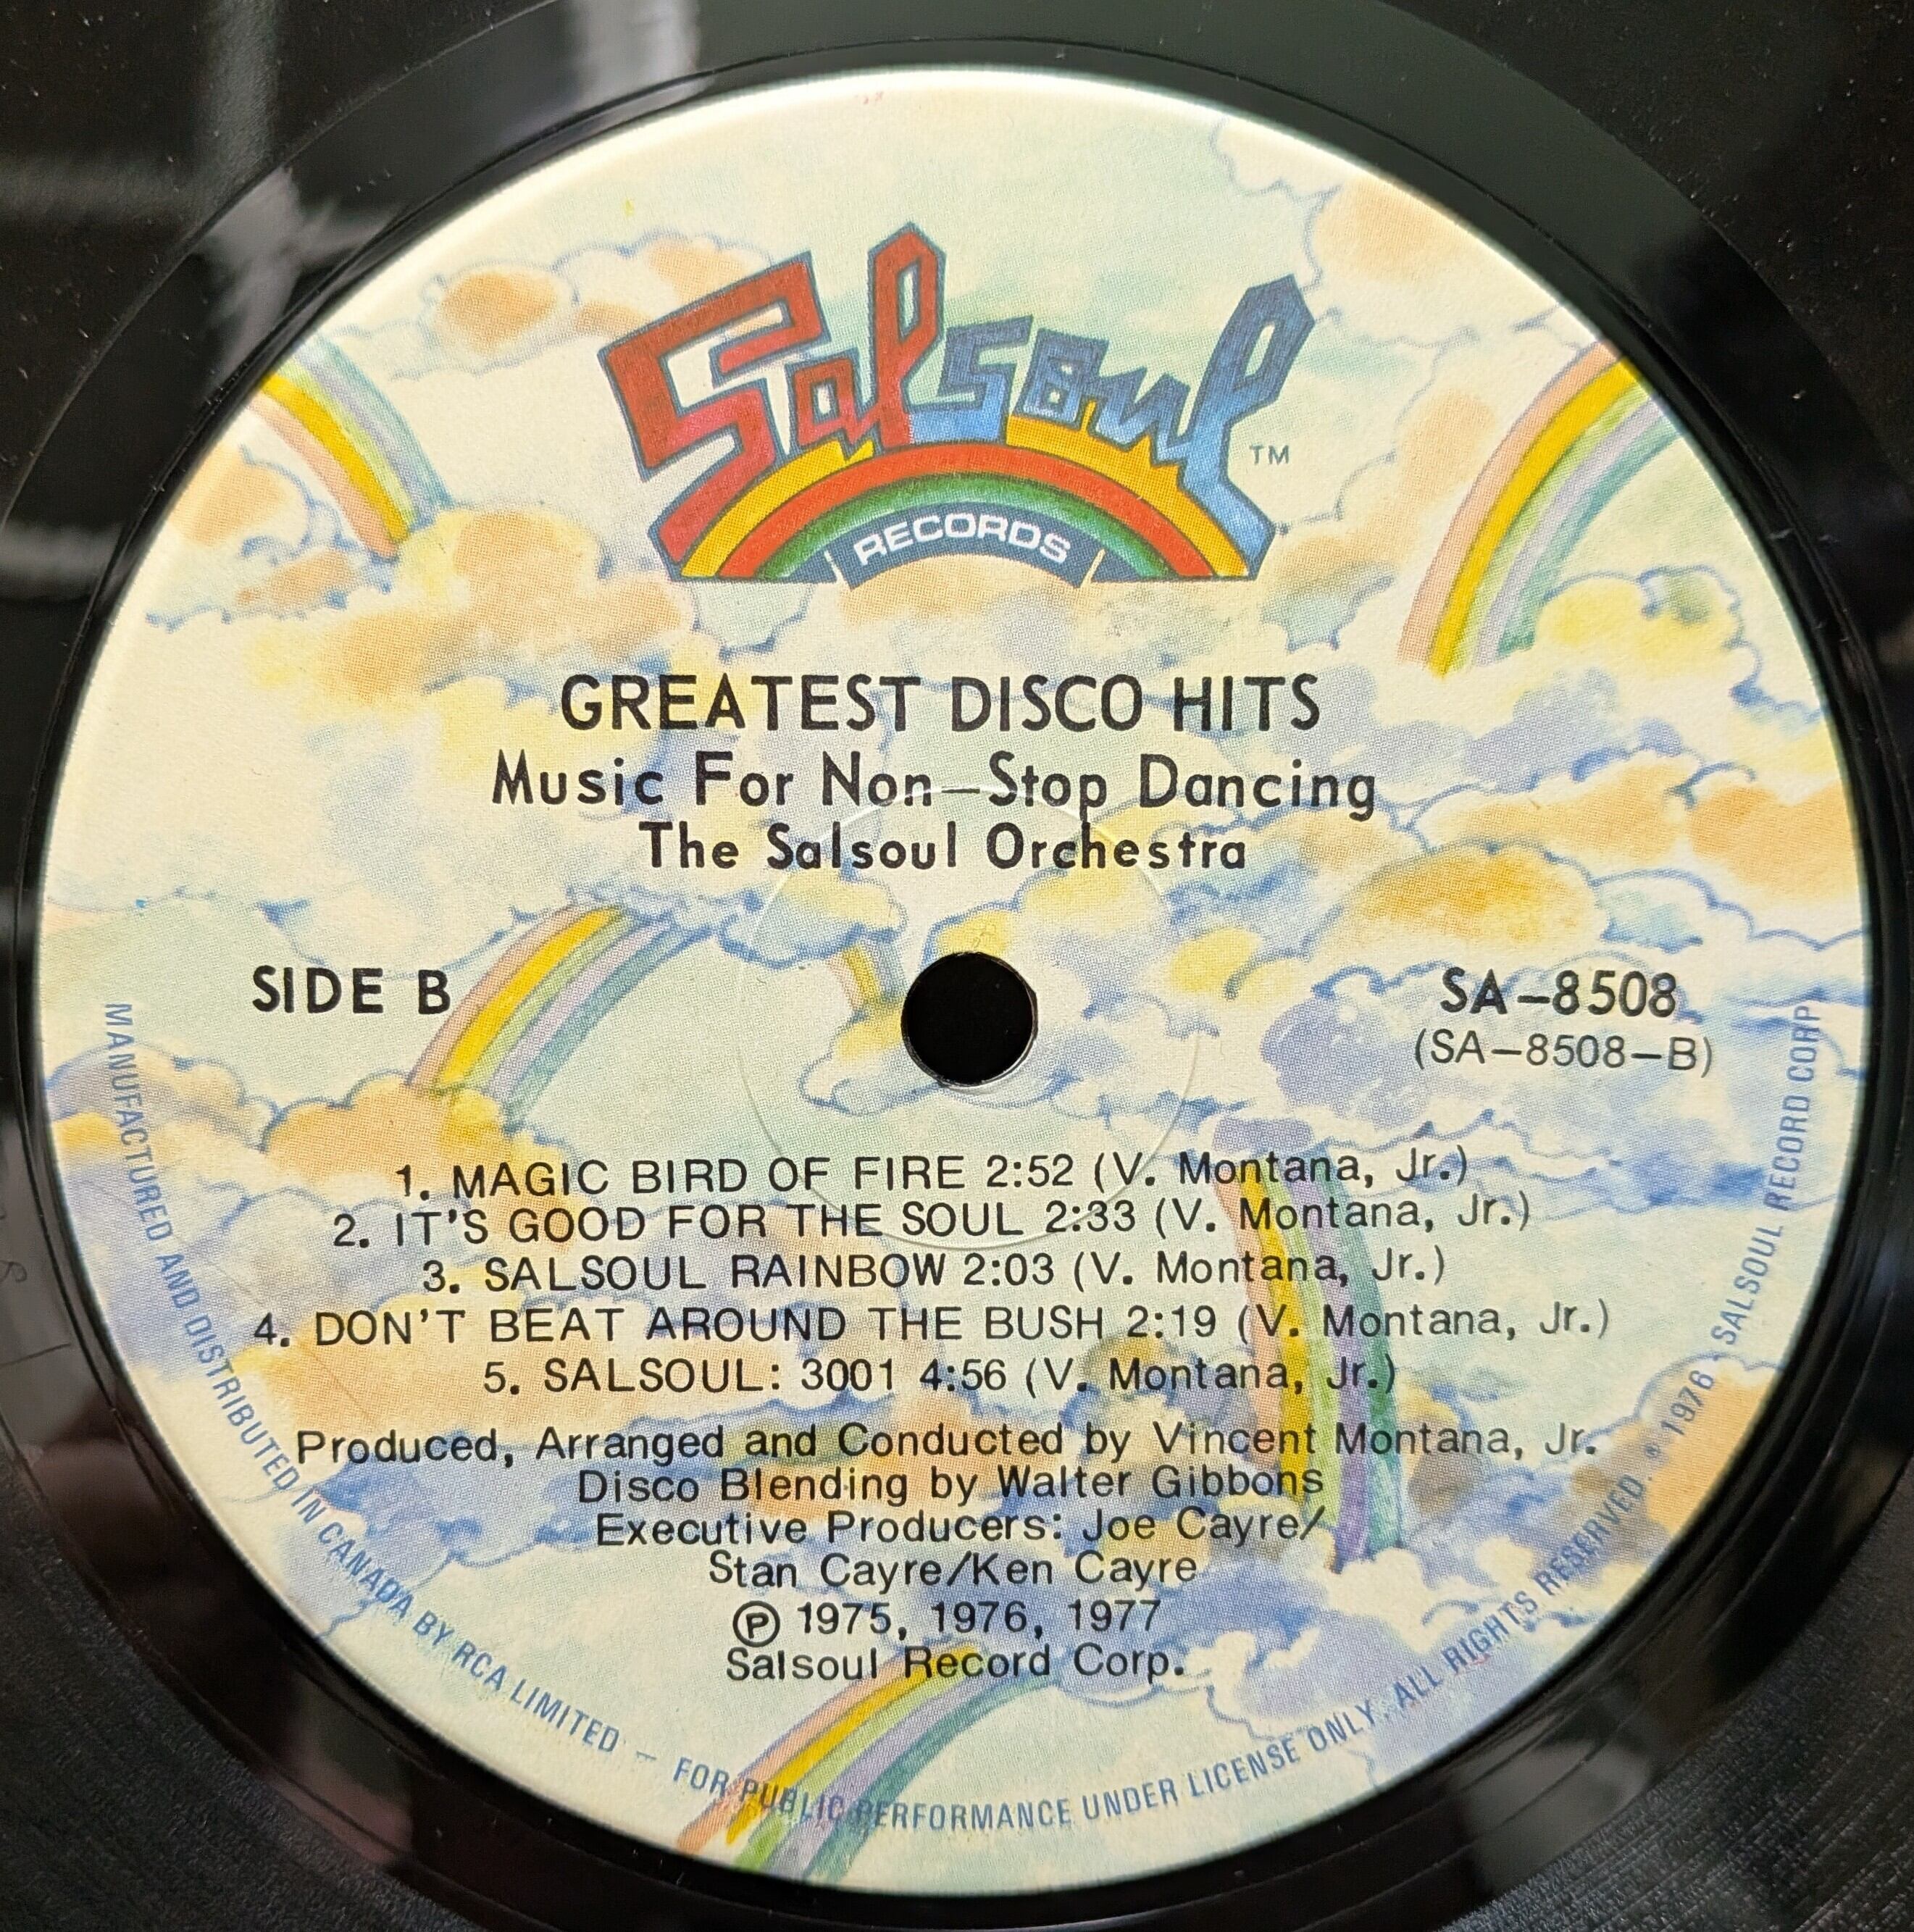 Salsoul
TM
RECORDS
GREATEST DISCO HITS
Music For Non–Stop Dancing
The Salsoul Orchestra
SIDE B
SA–8508
(SA–8508–B)
1. MAGIC BIRD OF FIRE 2:52 (V. Montana, Jr.)
2. IT'S GOOD FOR THE SOUL 2:33 (V. Montana, Jr.)
3. SALSOUL RAINBOW 2:03 (V. Montana, Jr.)
4. DON'T BEAT AROUND THE BUSH 2:19 (V. Montana, Jr.)
5. SALSOUL: 3001 4:56 (V. Montana, Jr.)
Produced, Arranged and Conducted by Vincent Montana, Jr.
Disco Blending by Walter Gibbons
Executive Producers: Joe Cayre/
Stan Cayre/Ken Cayre
℗ 1975, 1976, 1977
Salsoul Record Corp.
MANUFACTURED AND DISTRIBUTED IN CANADA BY RCA LIMITED – FOR PUBLIC PERFORMANCE UNDER LICENSE ONLY. ALL RIGHTS RESERVED. ® 1976 - SALSOUL RECORD CORP